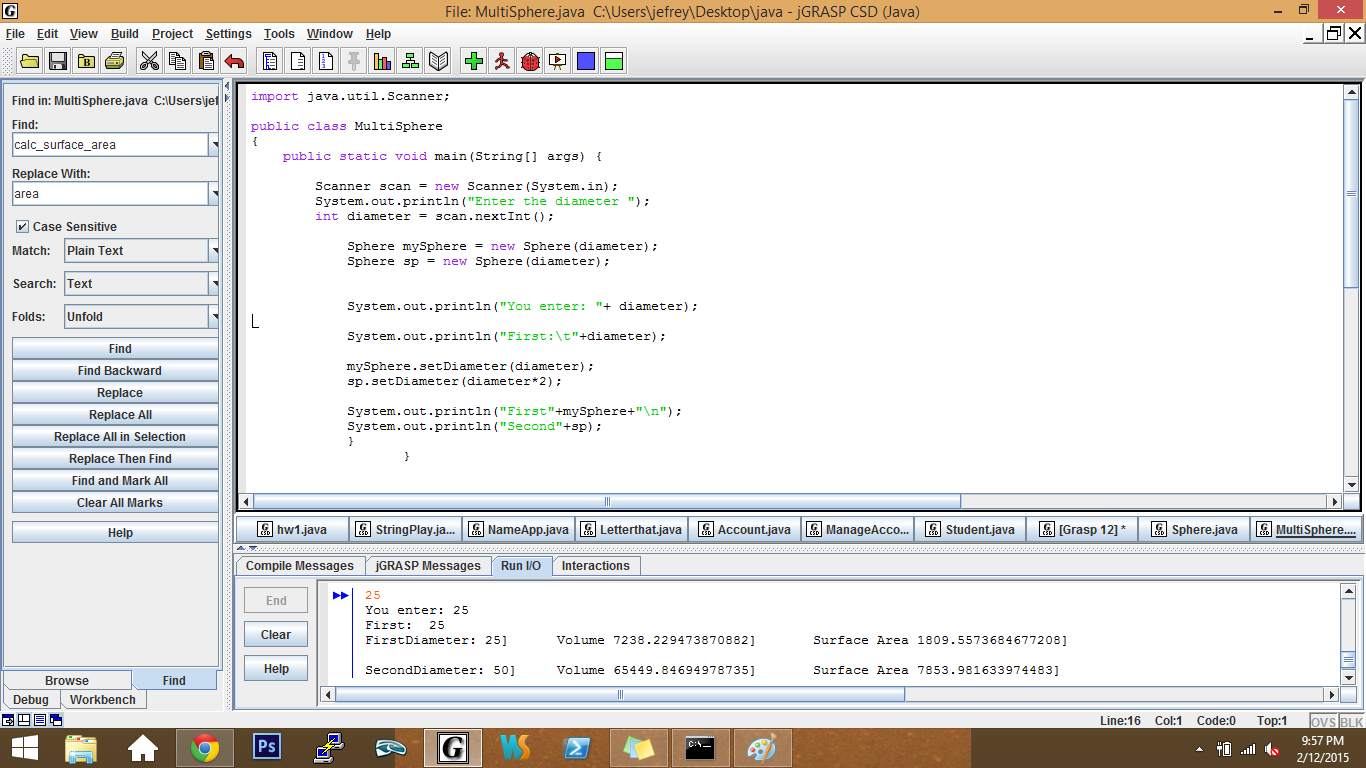 File: MultiSphere.java  C:\Users\jefrey\Desktop\java - jGRASP CSD (Java)
File Edit View Build Project Settings Tools Window Help
Find in: MultiSphere.java  C:\Users\jef
Find:
calc_surface_area
Replace With:
area
Case Sensitive
Match: Plain Text
Search: Text
Folds: Unfold
Find
Find Backward
Replace
Replace All
Replace All in Selection
Replace Then Find
Find and Mark All
Clear All Marks
Help
Browse Find
Debug Workbench
import java.util.Scanner;
public class MultiSphere
{
public static void main(String[] args) {
Scanner scan = new Scanner(System.in);
System.out.println("Enter the diameter ");
int diameter = scan.nextInt();
Sphere mySphere = new Sphere(diameter);
Sphere sp = new Sphere(diameter);
System.out.println("You enter: "+ diameter);
System.out.println("First:\t"+diameter);
mySphere.setDiameter(diameter);
sp.setDiameter(diameter*2);
System.out.println("First"+mySphere+"\n");
System.out.println("Second"+sp);
}
}
hw1.java StringPlay.ja... NameApp.java Letterthat.java Account.java ManageAcco... Student.java [Grasp 12] * Sphere.java MultiSphere....
Compile Messages jGRASP Messages Run I/O Interactions
End
Clear
Help
25
You enter: 25
First:  25
FirstDiameter: 25] Volume 7238.229473870882] Surface Area 1809.5573684677208]
SecondDiameter: 50] Volume 65449.84694978735] Surface Area 7853.981633974483]
Line:16 Col:1 Code:0 Top:1 OVS BLK
9:57 PM
2/12/2015